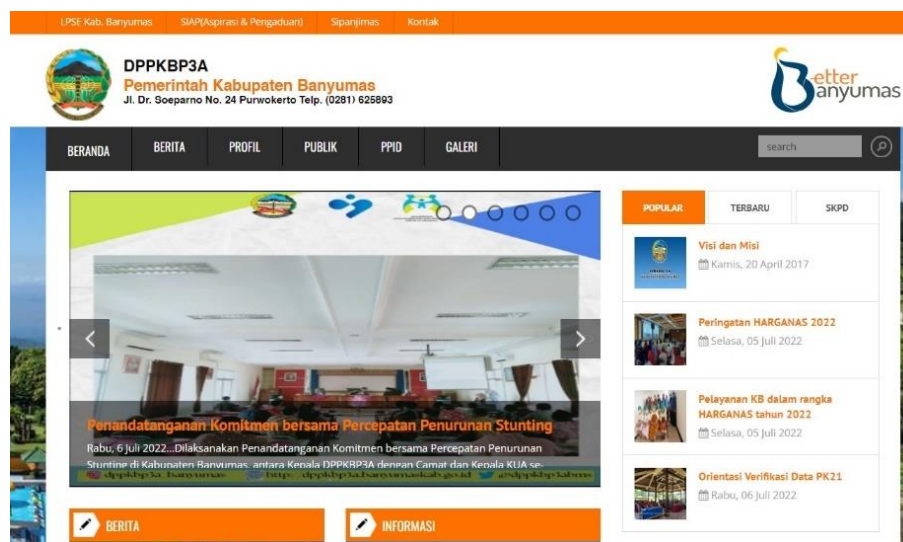 LPSE Kab. Banyumas SIAP(Aspirasi & Pengaduan) Sipanjimas Kontak
DPPKBP3A
Pemerintah Kabupaten Banyumas
Jl. Dr. Soeparno No. 24 Purwokerto Telp. (0281) 625893
Better
Banyumas
BERANDA BERITA PROFIL PUBLIK PPID GALERI search
Penandatanganan Komitmen bersama Percepatan Penurunan Stunting
Rabu, 6 Juli 2022...Dilaksanakan Penandatanganan Komitmen bersama Percepatan Penurunan
Stunting di Kabupaten Banyumas, antara Kepala DPPKBP3A dengan Camat dan Kepala KUA se-
POPULAR TERBARU SKPD
Visi dan Misi
Kamis, 20 April 2017
Peringatan HARGANAS 2022
Selasa, 05 Juli 2022
Pelayanan KB dalam rangka
HARGANAS tahun 2022
Selasa, 05 Juli 2022
Orientasi Verifikasi Data PK21
Rabu, 06 Juli 2022
BERITA INFORMASI